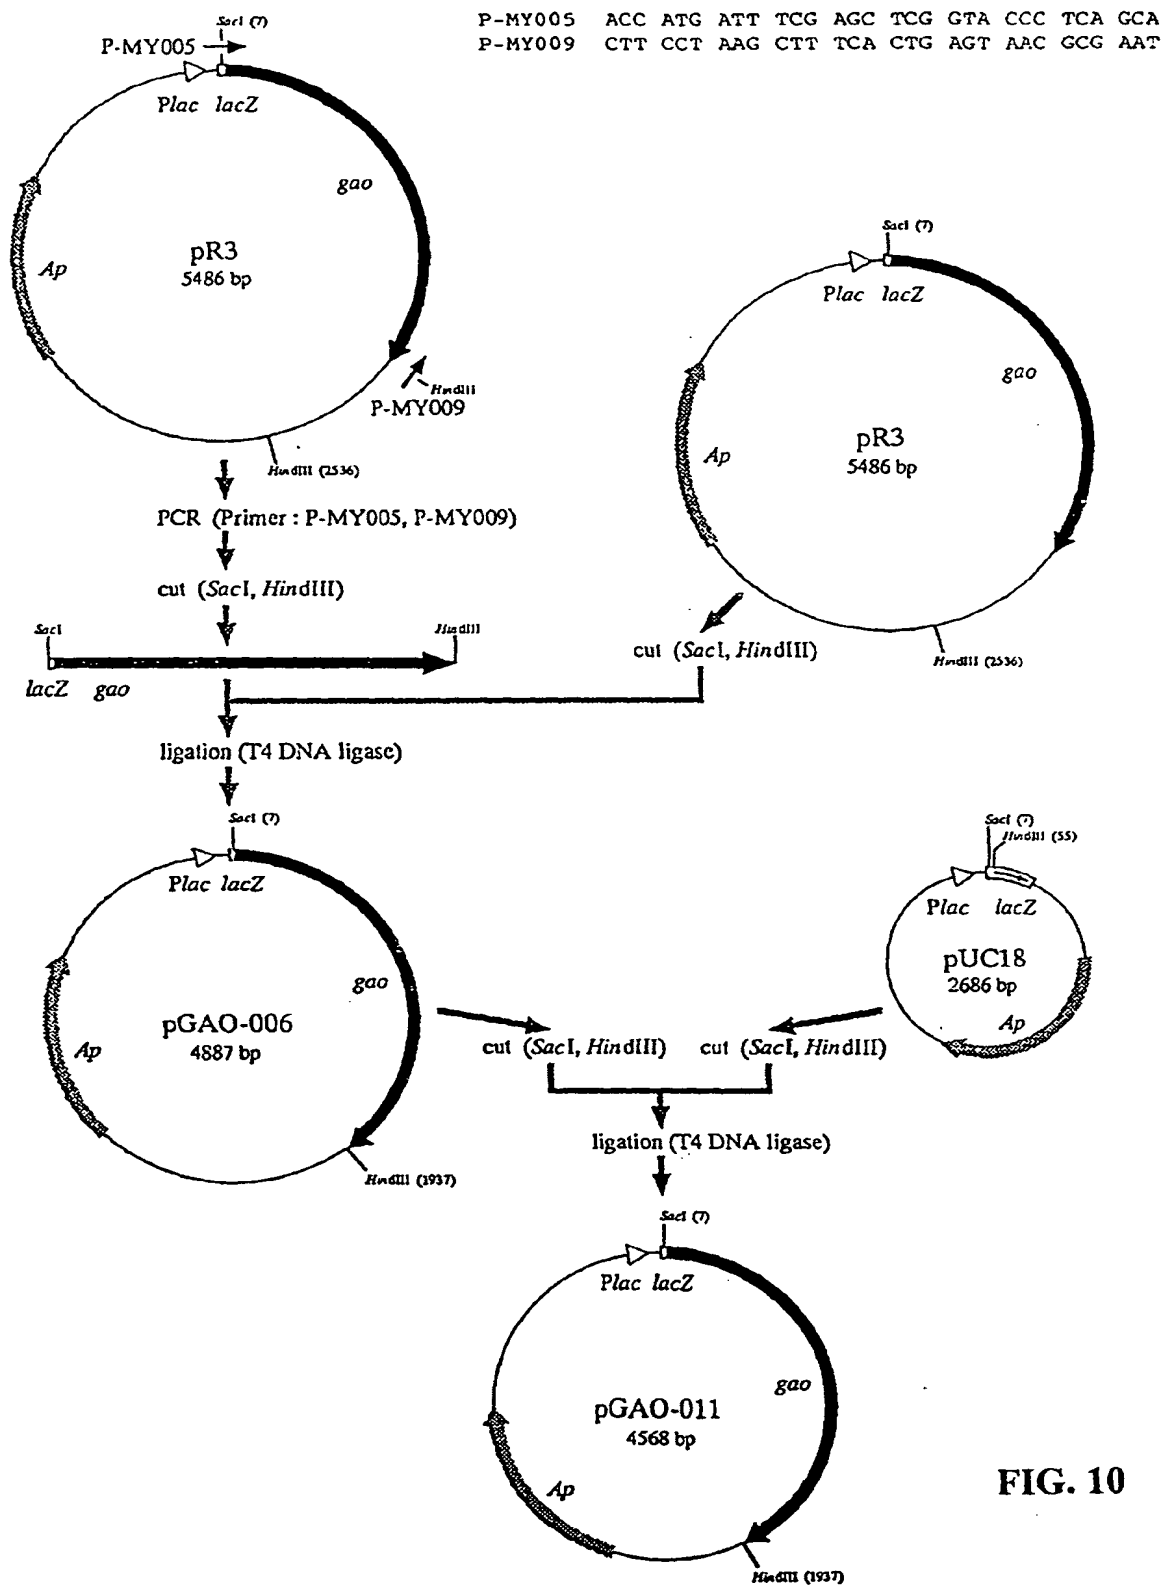 P-MY005 ACC ATG ATT TCG AGC TCG GTA CCC TCA GCA
P-MY009 CTT CCT AAG CTT TCA CTG AGT AAC GCG AAT
SacI (7)
P-MY005
Plac lacZ
gao
pR3
5486 bp
Ap
HindIII
P-MY009
HindIII (2536)
SacI (7)
Plac lacZ
gao
pR3
5486 bp
Ap
HindIII (2536)
PCR (Primer : P-MY005, P-MY009)
cut (SacI, HindIII)
SacI
HindIII
lacZ gao
cut (SacI, HindIII)
ligation (T4 DNA ligase)
SacI (7)
Plac lacZ
gao
pGAO-006
4887 bp
Ap
HindIII (1937)
SacI (7)
HindIII (55)
Plac lacZ
pUC18
2686 bp
Ap
cut (SacI, HindIII) cut (SacI, HindIII)
ligation (T4 DNA ligase)
SacI (7)
Plac lacZ
gao
pGAO-011
4568 bp
Ap
HindIII (1937)
FIG. 10